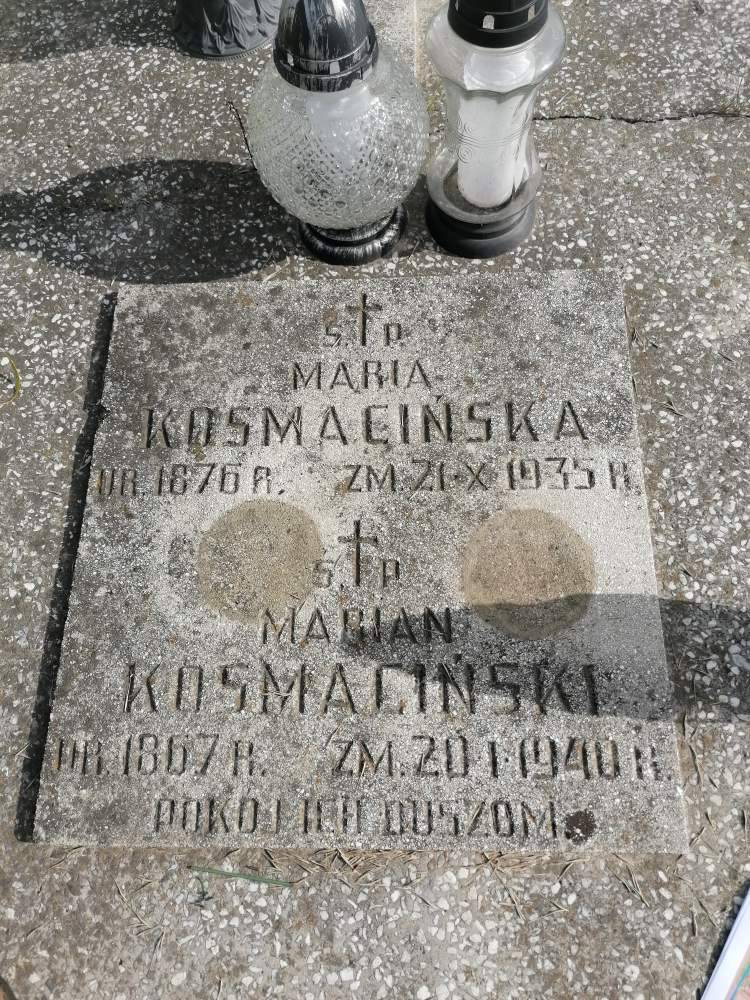 Ś. P.
MARIA
KOSMACIŃSKA
UR. 1876 R. ZM. 21·X 1935 R.
Ś. P.
MARIAN
KOSMACIŃSKI
UR. 1867 R. ZM. 20·I·1940 R.
POKÓJ ICH DUSZOM.